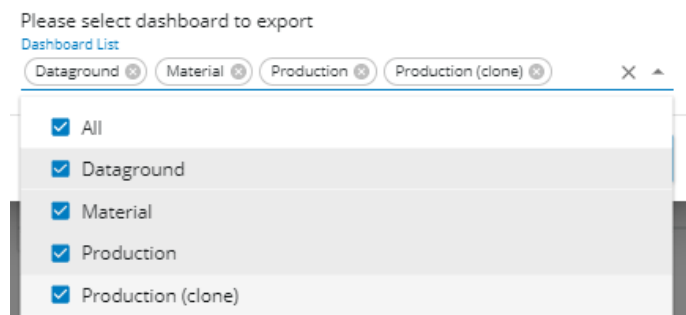 Please select dashboard to export
Dashboard List
Dataground Material Production Production (clone)
All
Dataground
Material
Production
Production (clone)